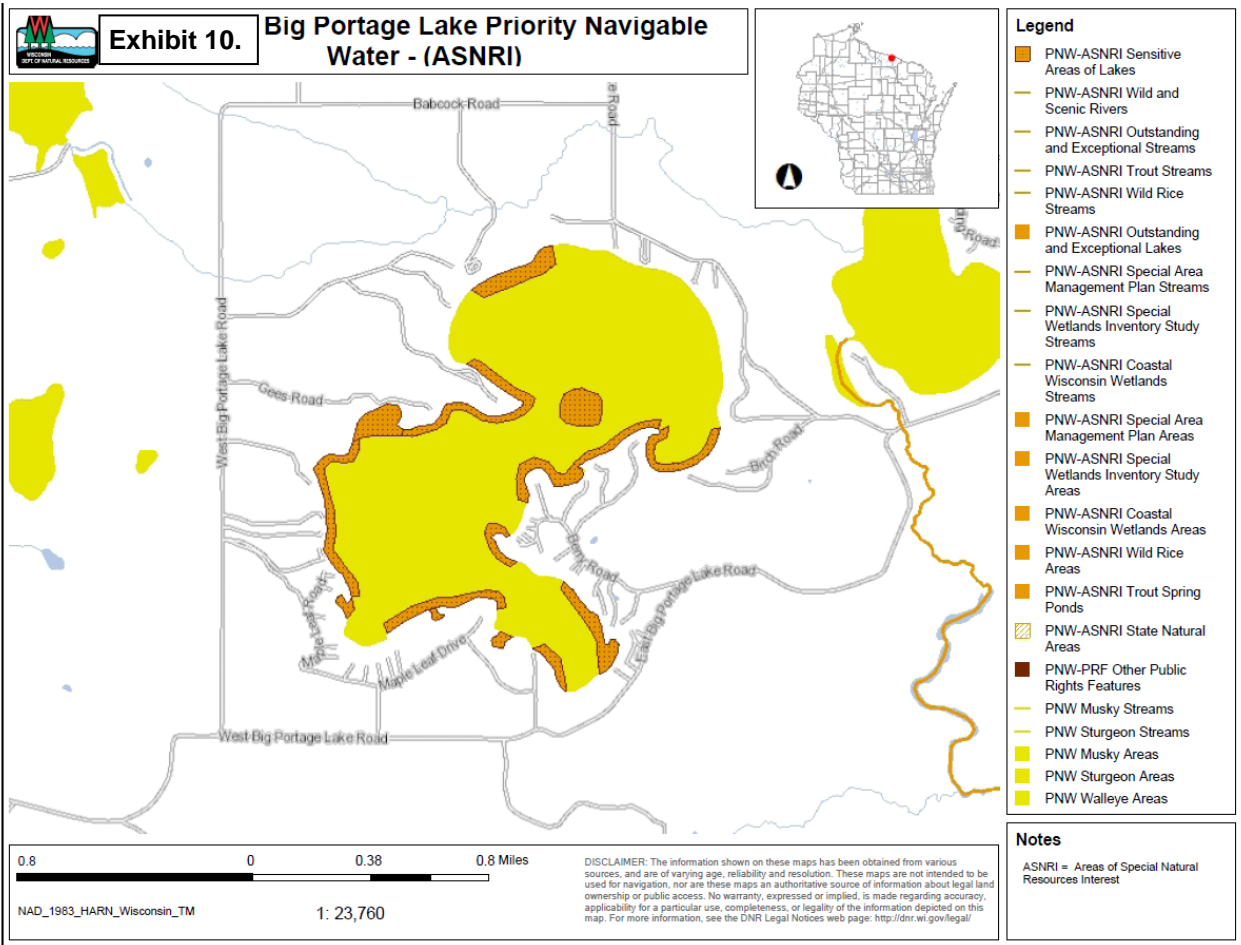 WISCONSIN
DEPT. OF NATURAL RESOURCES
Exhibit 10.
Big Portage Lake Priority Navigable
Water - (ASNRI)
Babcock Road
e Road
ding Road
West Big Portage Lake Road
Gees Road
Birch Road
Berry Road
East Big Portage Lake Road
Maple Leaf Road
Maple Leaf Drive
West Big Portage Lake Road
Legend
PNW-ASNRI Sensitive
Areas of Lakes
PNW-ASNRI Wild and
Scenic Rivers
PNW-ASNRI Outstanding
and Exceptional Streams
PNW-ASNRI Trout Streams
PNW-ASNRI Wild Rice
Streams
PNW-ASNRI Outstanding
and Exceptional Lakes
PNW-ASNRI Special Area
Management Plan Streams
PNW-ASNRI Special
Wetlands Inventory Study
Streams
PNW-ASNRI Coastal
Wisconsin Wetlands
Streams
PNW-ASNRI Special Area
Management Plan Areas
PNW-ASNRI Special
Wetlands Inventory Study
Areas
PNW-ASNRI Coastal
Wisconsin Wetlands Areas
PNW-ASNRI Wild Rice
Areas
PNW-ASNRI Trout Spring
Ponds
PNW-ASNRI State Natural
Areas
PNW-PRF Other Public
Rights Features
PNW Musky Streams
PNW Sturgeon Streams
PNW Musky Areas
PNW Sturgeon Areas
PNW Walleye Areas
0.8 0 0.38 0.8 Miles
NAD_1983_HARN_Wisconsin_TM
1: 23,760
DISCLAIMER: The information shown on these maps has been obtained from various
sources, and are of varying age, reliability and resolution. These maps are not intended to be
used for navigation, nor are these maps an authoritative source of information about legal land
ownership or public access. No warranty, expressed or implied, is made regarding accuracy,
applicability for a particular use, completeness, or legality of the information depicted on this
map. For more information, see the DNR Legal Notices web page: http://dnr.wi.gov/legal/
Notes
ASNRI = Areas of Special Natural
Resources Interest